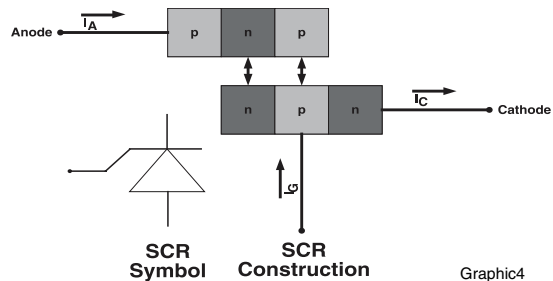 IA
Anode
p n p
n p n
IC
Cathode
IG
SCR
Symbol
SCR
Construction
Graphic4